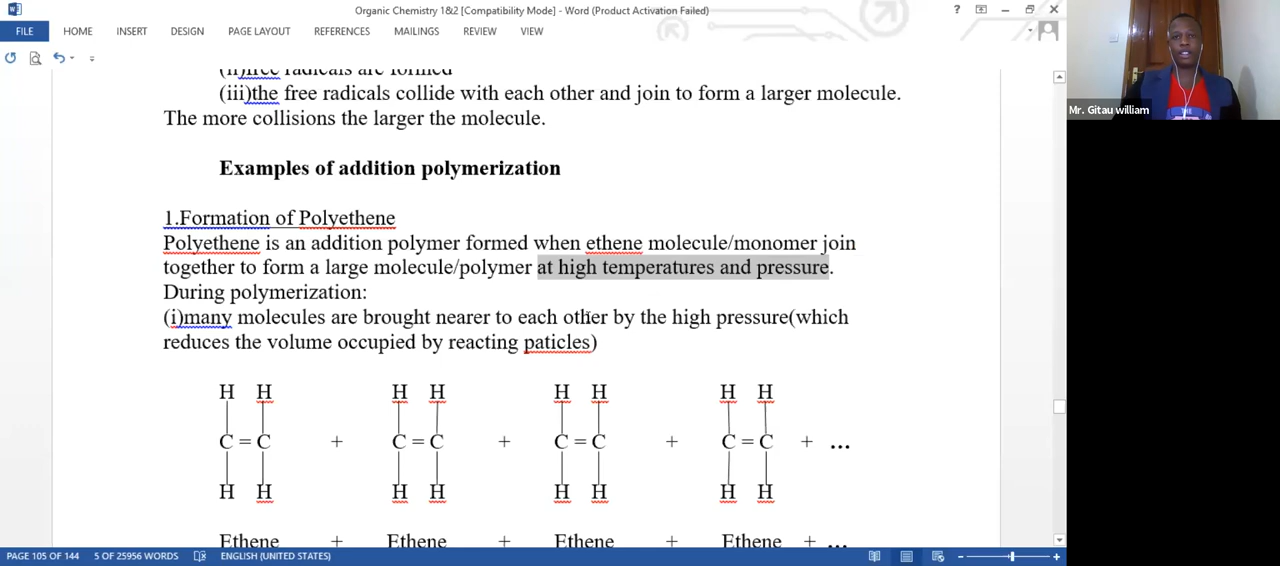 Organic Chemistry 1&2 [Compatibility Mode] - Word (Product Activation Failed)
FILE HOME INSERT DESIGN PAGE LAYOUT REFERENCES MAILINGS REVIEW VIEW
Mr. Gitau william
(ii)free radicals are formed
(iii)the free radicals collide with each other and join to form a larger molecule.
The more collisions the larger the molecule.
Examples of addition polymerization
1.Formation of Polyethene
Polyethene is an addition polymer formed when ethene molecule/monomer join
together to form a large molecule/polymer at high temperatures and pressure.
During polymerization:
(i)many molecules are brought nearer to each other by the high pressure(which
reduces the volume occupied by reacting paticles)
H H H H H H H H
C = C + C = C + C = C + C = C + ...
H H H H H H H H
Ethene + Ethene + Ethene + Ethene + ...
PAGE 105 OF 144 5 OF 25956 WORDS ENGLISH (UNITED STATES)